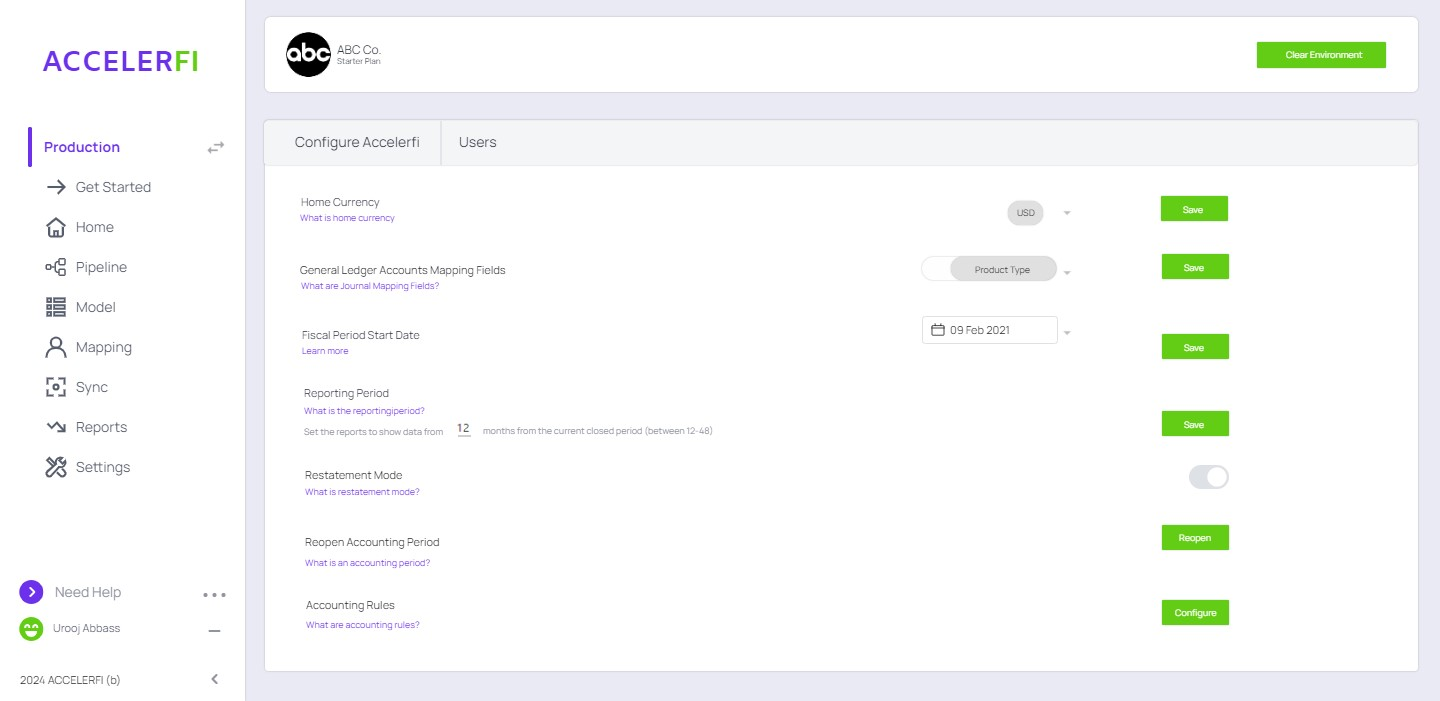 ACCELERFI
Production
Get Started
Home
Pipeline
Model
Mapping
Sync
Reports
Settings
Need Help
Urooj Abbass
2024 ACCELERFI (b)
abc
ABC Co.
Starter Plan
Clear Environment
Configure Accelerfi
Users
Home Currency
What is home currency
USD
Save
General Ledger Accounts Mapping Fields
What are Journal Mapping Fields?
Product Type
Save
Fiscal Period Start Date
Learn more
09 Feb 2021
Save
Reporting Period
What is the reportingiperiod?
Set the reports to show data from 12 months from the current closed period (between 12-48)
Save
Restatement Mode
What is restatement mode?
Reopen Accounting Period
What is an accounting period?
Reopen
Accounting Rules
What are accounting rules?
Configure